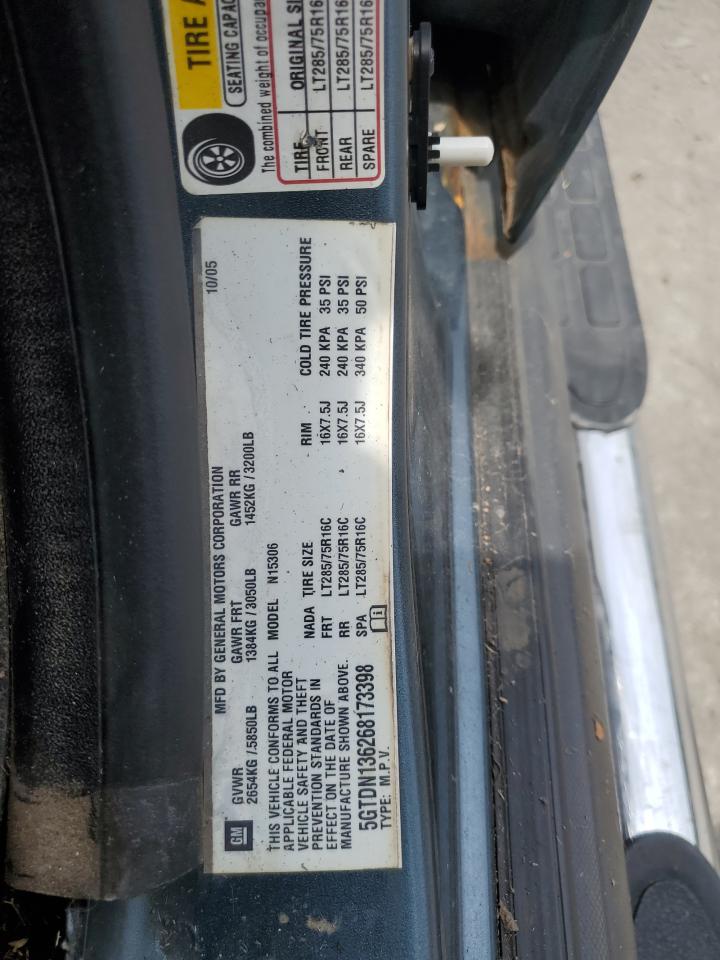 GM
MFD BY GENERAL MOTORS CORPORATION 10/05
GVWR GAWR FRT GAWR RR
2654KG/5850LB 1384KG/3050LB 1452KG/3200LB
THIS VEHICLE CONFORMS TO ALL
APPLICABLE FEDERAL MOTOR
VEHICLE SAFETY AND THEFT
PREVENTION STANDARDS IN
EFFECT ON THE DATE OF
MANUFACTURE SHOWN ABOVE.
5GTDN136268173398
TYPE: M.P.V.
MODEL N15306
NADA TIRE SIZE RIM COLD TIRE PRESSURE
FRT LT285/75R16C 16X7.5J 240 KPA 35 PSI
RR LT285/75R16C 16X7.5J 240 KPA 35 PSI
SPA LT285/75R16C 16X7.5J 340 KPA 50 PSI
TIRE
SEATING CAPAC
The combined weight of occupa
TIRE ORIGINAL SI
FRONT LT285/75R16C
REAR LT285/75R16C
SPARE LT285/75R16C